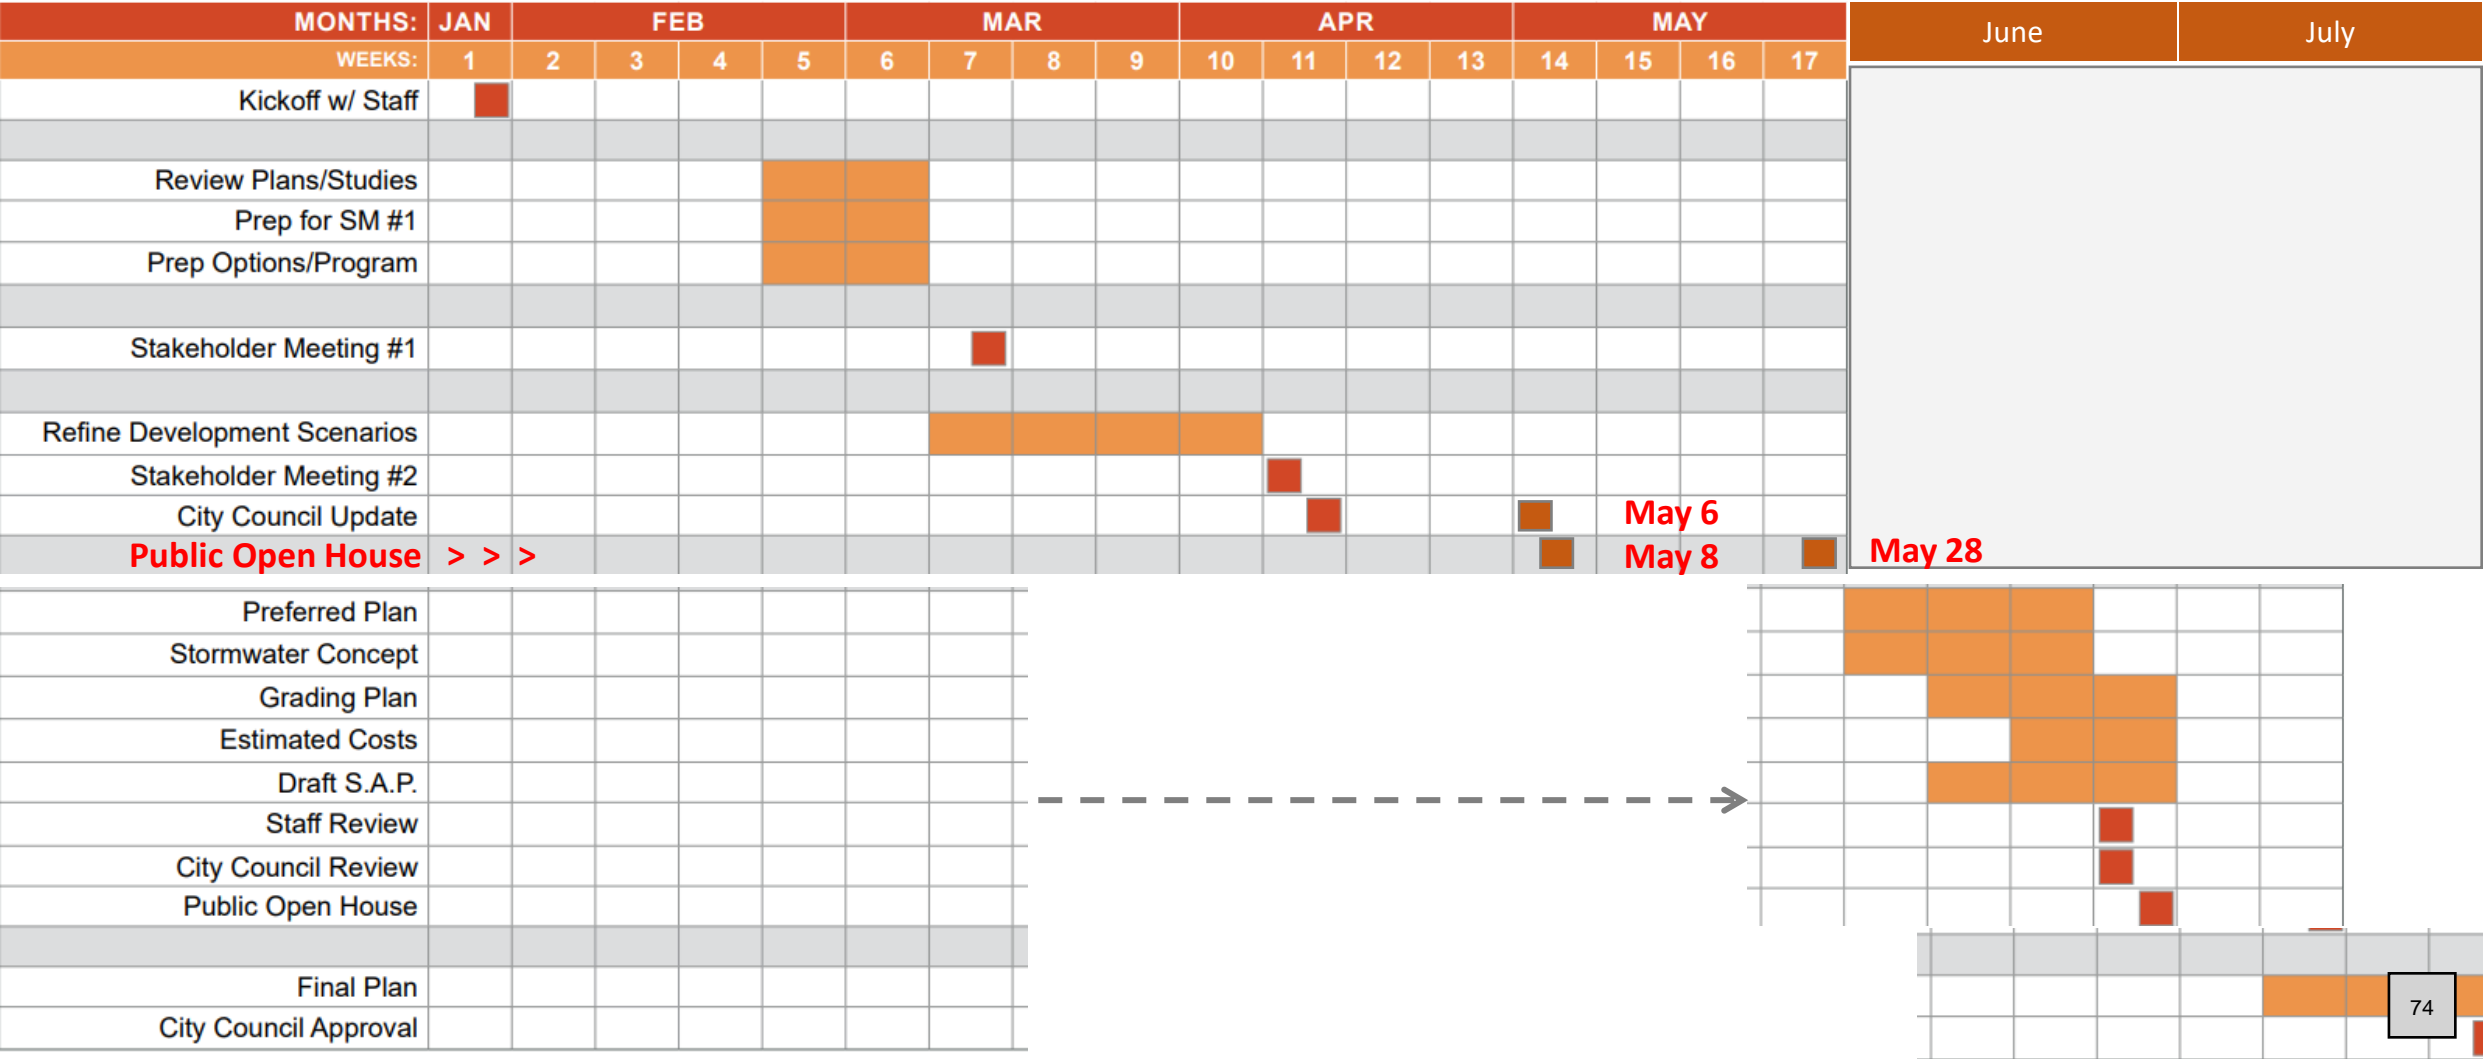 MONTHS: JAN FEB MAR APR MAY June July
WEEKS: 1 2 3 4 5 6 7 8 9 10 11 12 13 14 15 16 17
Kickoff w/ Staff
Review Plans/Studies
Prep for SM #1
Prep Options/Program
Stakeholder Meeting #1
Refine Development Scenarios
Stakeholder Meeting #2
City Council Update May 6
Public Open House > > > May 8 May 28
Preferred Plan
Stormwater Concept
Grading Plan
Estimated Costs
Draft S.A.P.
Staff Review
City Council Review
Public Open House
Final Plan 74
City Council Approval